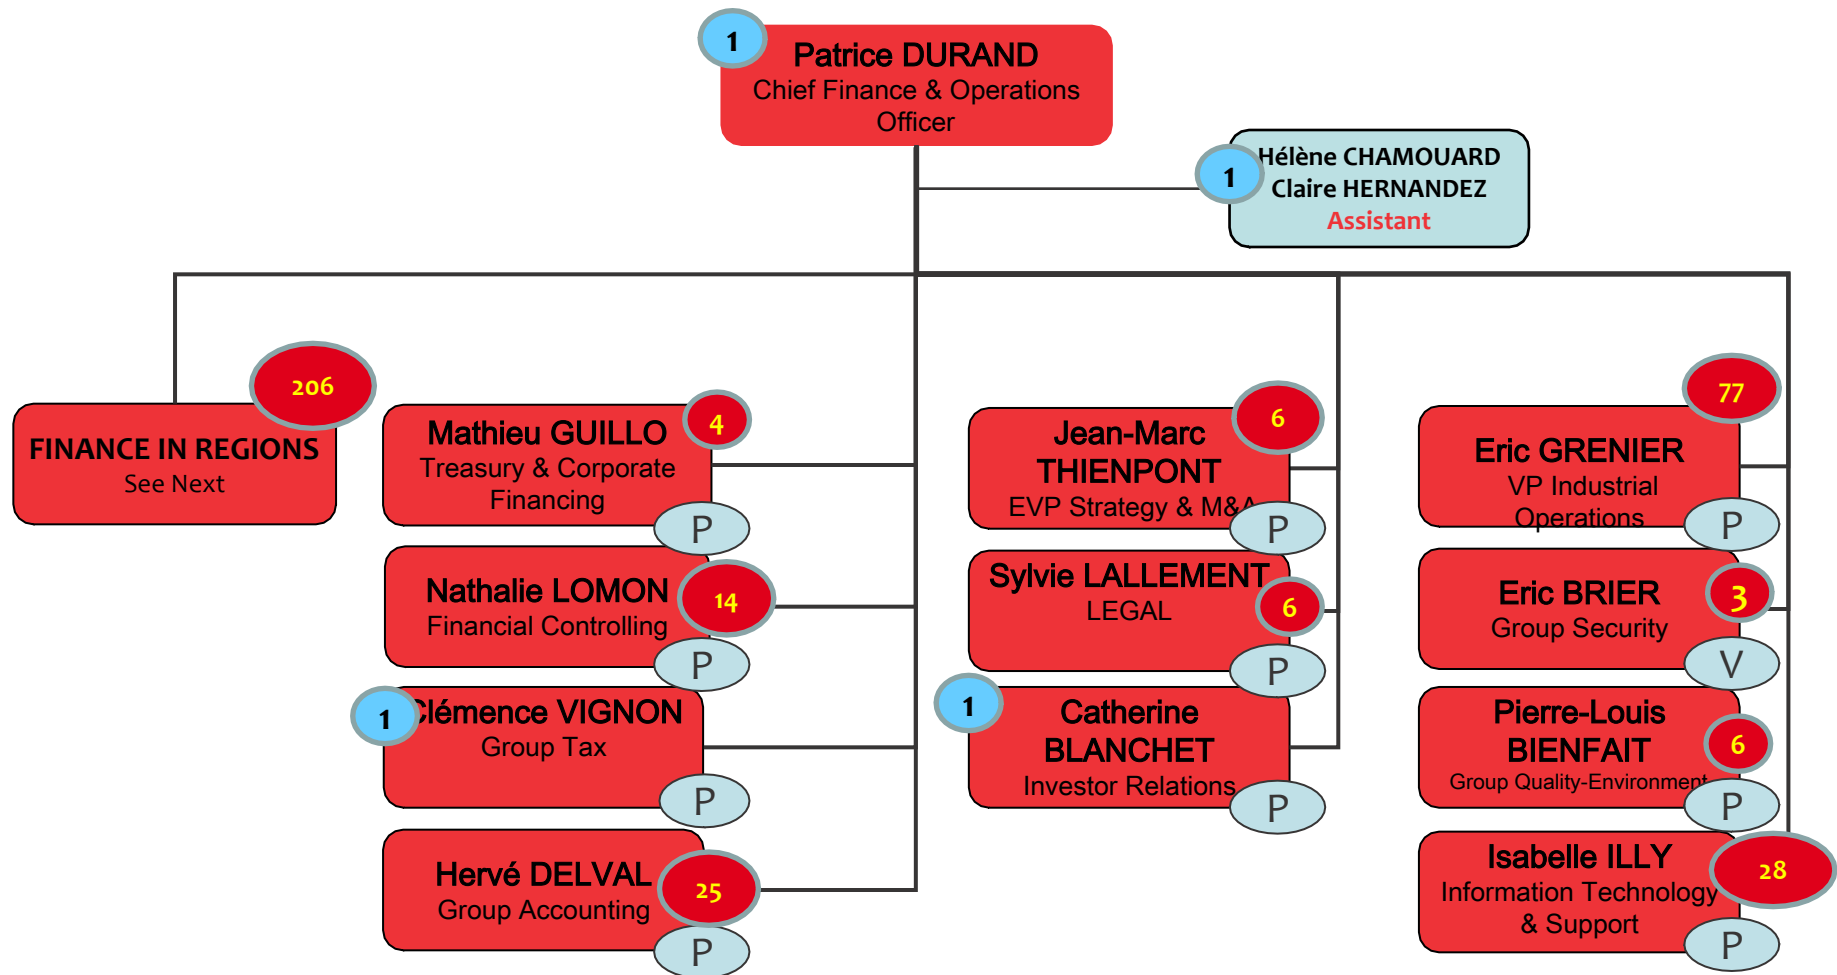 1
Patrice DURAND
Chief Finance & Operations
Officer
1
Hélène CHAMOUARD
Claire HERNANDEZ
Assistant
206
FINANCE IN REGIONS
See Next
4
Mathieu GUILLO
Treasury & Corporate
Financing
P
14
Nathalie LOMON
Financial Controlling
P
1
Clémence VIGNON
Group Tax
P
25
Hervé DELVAL
Group Accounting
P
6
Jean-Marc
THIENPONT
EVP Strategy & M&A
P
6
Sylvie LALLEMENT
LEGAL
P
1
Catherine
BLANCHET
Investor Relations
P
77
Eric GRENIER
VP Industrial
Operations
P
3
Eric BRIER
Group Security
V
6
Pierre-Louis
BIENFAIT
Group Quality-Environment
P
28
Isabelle ILLY
Information Technology
& Support
P